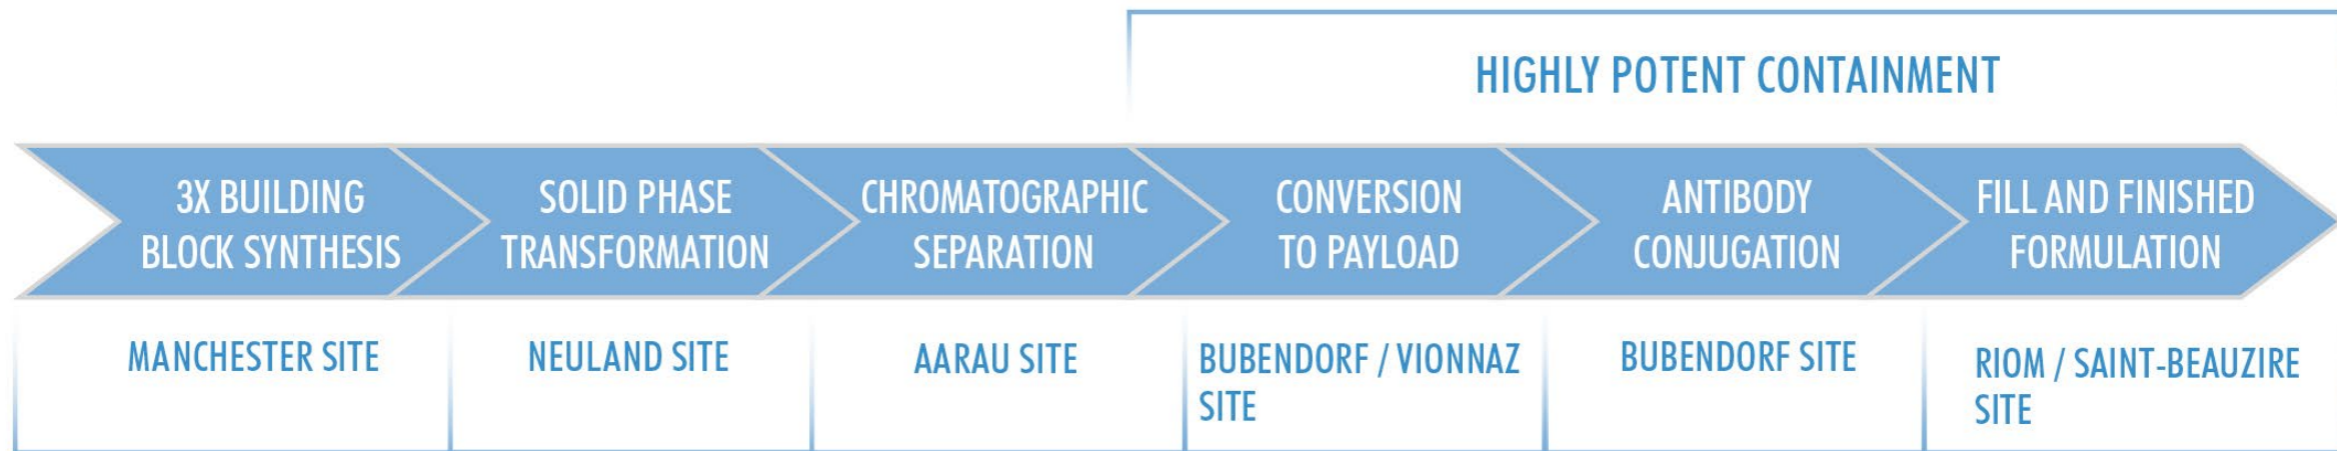 HIGHLY POTENT CONTAINMENT
3X BUILDING
BLOCK SYNTHESIS
SOLID PHASE
TRANSFORMATION
CHROMATOGRAPHIC
SEPARATION
CONVERSION
TO PAYLOAD
ANTIBODY
CONJUGATION
FILL AND FINISHED
FORMULATION
MANCHESTER SITE
NEULAND SITE
AARAU SITE
BUBENDORF / VIONNAZ
SITE
BUBENDORF SITE
RIOM / SAINT-BEAUZIRE
SITE